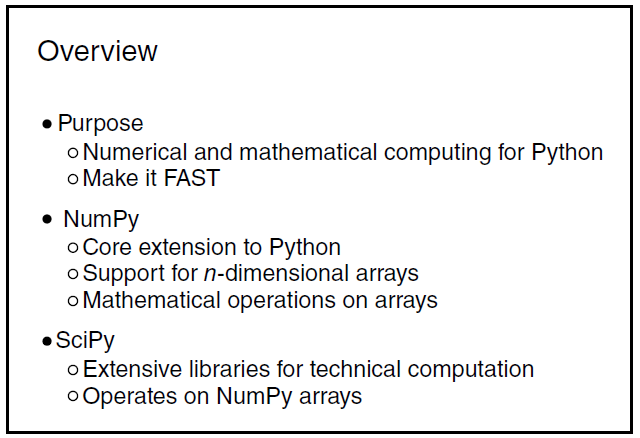 Overview
• Purpose
○ Numerical and mathematical computing for Python
○ Make it FAST
• NumPy
○ Core extension to Python
○ Support for n-dimensional arrays
○ Mathematical operations on arrays
• SciPy
○ Extensive libraries for technical computation
○ Operates on NumPy arrays